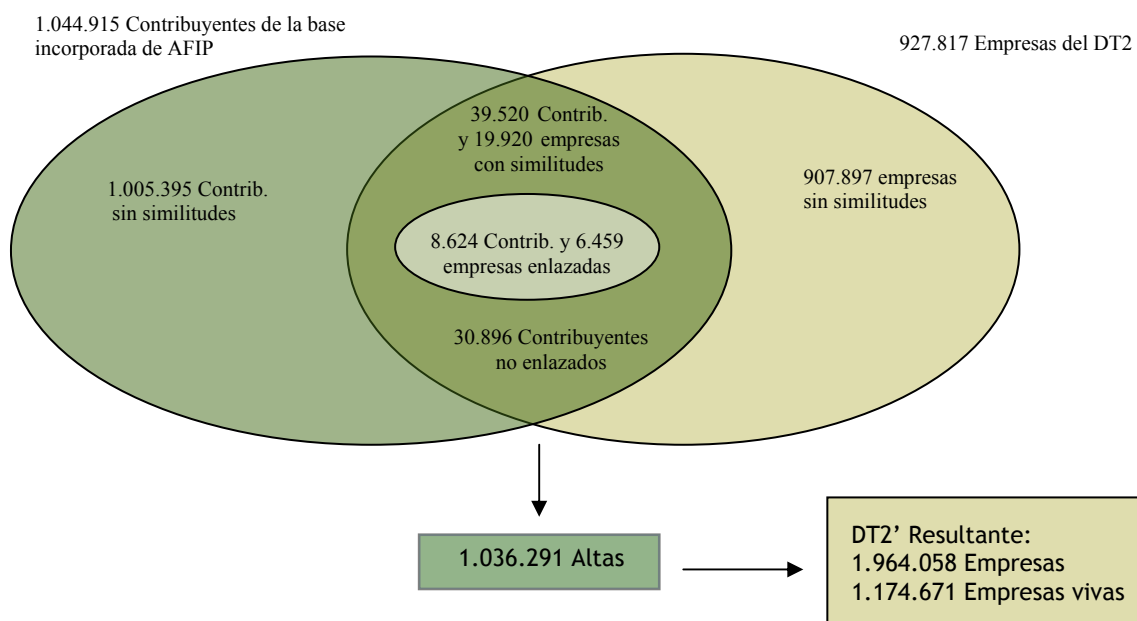 1.044.915 Contribuyentes de la base
incorporada de AFIP
927.817 Empresas del DT2
39.520 Contrib.
y 19.920 empresas
con similitudes
1.005.395 Contrib.
sin similitudes
907.897 empresas
sin similitudes
8.624 Contrib. y 6.459
empresas enlazadas
30.896 Contribuyentes
no enlazados
1.036.291 Altas
DT2’ Resultante:
1.964.058 Empresas
1.174.671 Empresas vivas